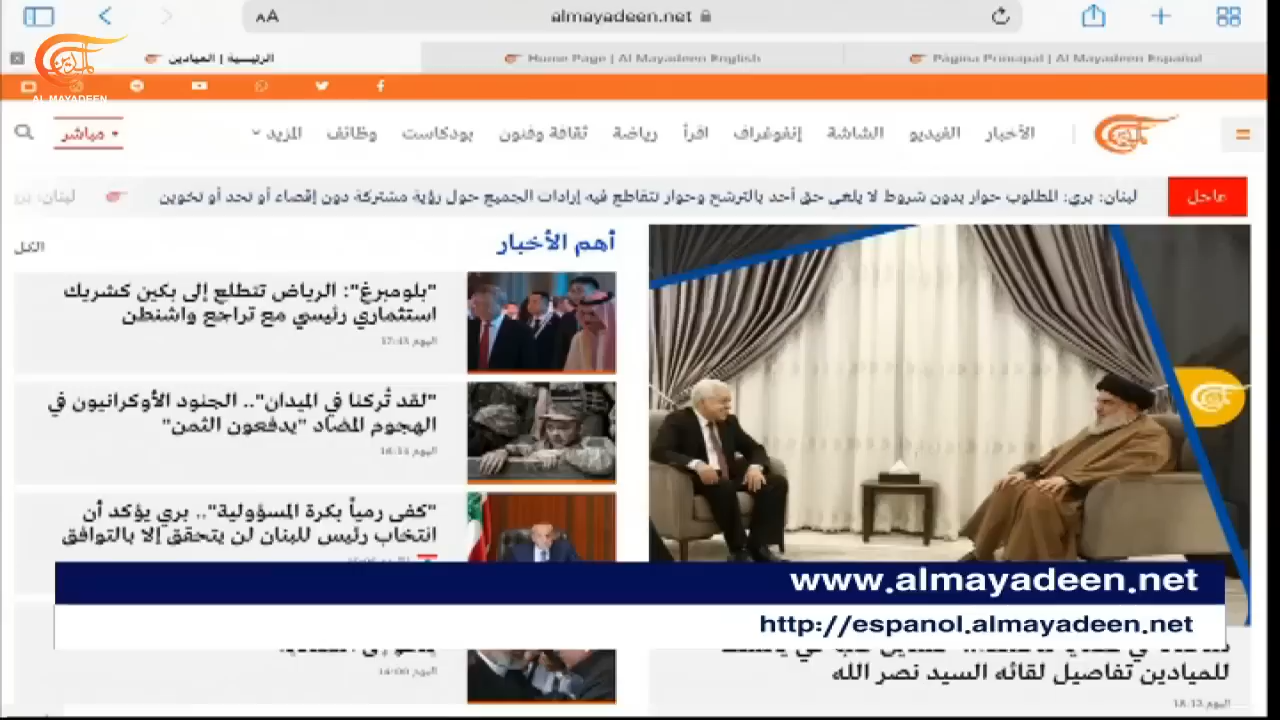 almayadeen.net
AA
الرئيسية | الميادين
Home Page | Al Mayadeen English
Página Principal | Al Mayadeen Español
AL MAYADEEN
الأخبار
الفيديو
الشاشة
إنفوغراف
اقرأ
رياضة
ثقافة وفنون
بودكاست
وظائف
المزيد
مباشر
عاجل
لبنان: بري: المطلوب حوار بدون شروط لا يلغي حق أحد بالترشح وحوار تتقاطع فيه إرادات الجميع حول رؤية مشتركة دون إقصاء أو تحد أو تخوين
لبنان: بري
أهم الأخبار
الكل
"بلومبرغ": الرياض تتطلع إلى بكين كشريك
استثماري رئيسي مع تراجع واشنطن
اليوم 17:43
"لقد تُركنا في الميدان".. الجنود الأوكرانيون في
الهجوم المضاد "يدفعون الثمن"
اليوم
"كفى رمياً بكرة المسؤولية".. بري يؤكد أن
انتخاب رئيس للبنان لن يتحقق إلا بالتوافق
www.almayadeen.net
http://espanol.almayadeen.net
اليوم 14:00
للميادين تفاصيل لقائه السيد نصر الله
اليوم 18:13